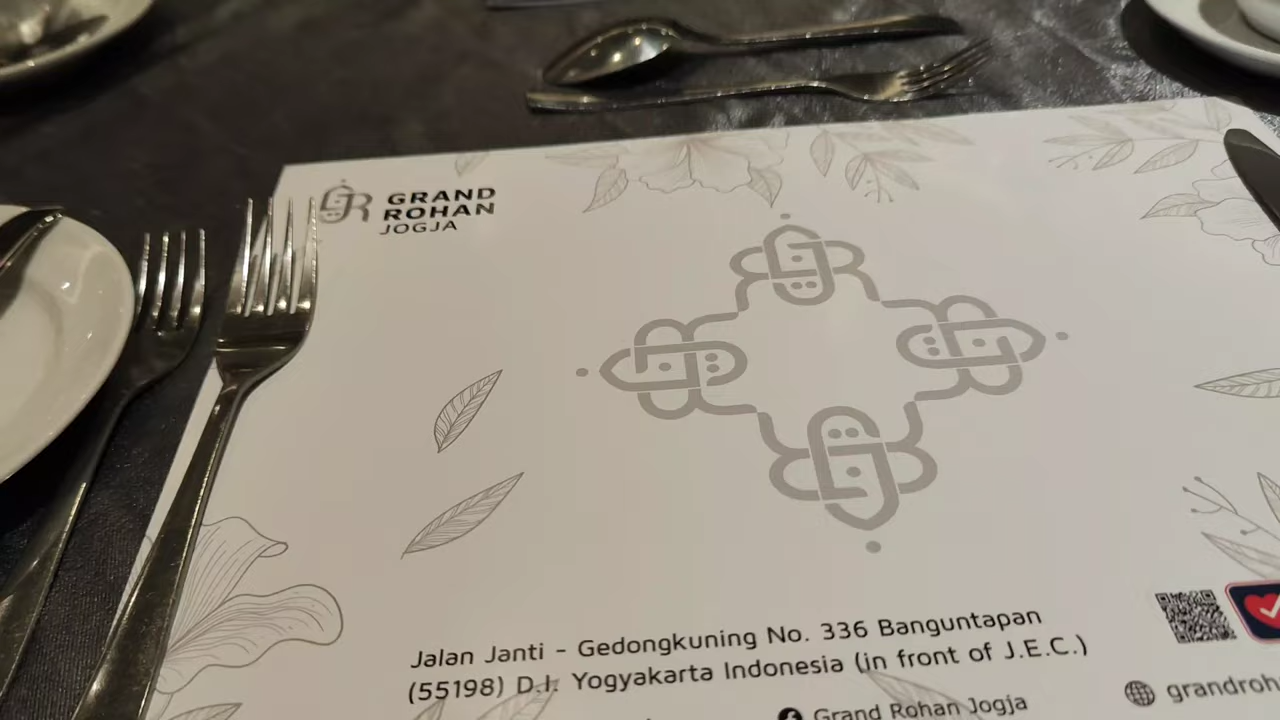 GRAND
ROHAN
JOGJA
Jalan Janti - Gedongkuning No. 336 Banguntapan
(55198) D.I. Yogyakarta Indonesia (in front of J.E.C.)
Grand Rohan Jogja
grandroh